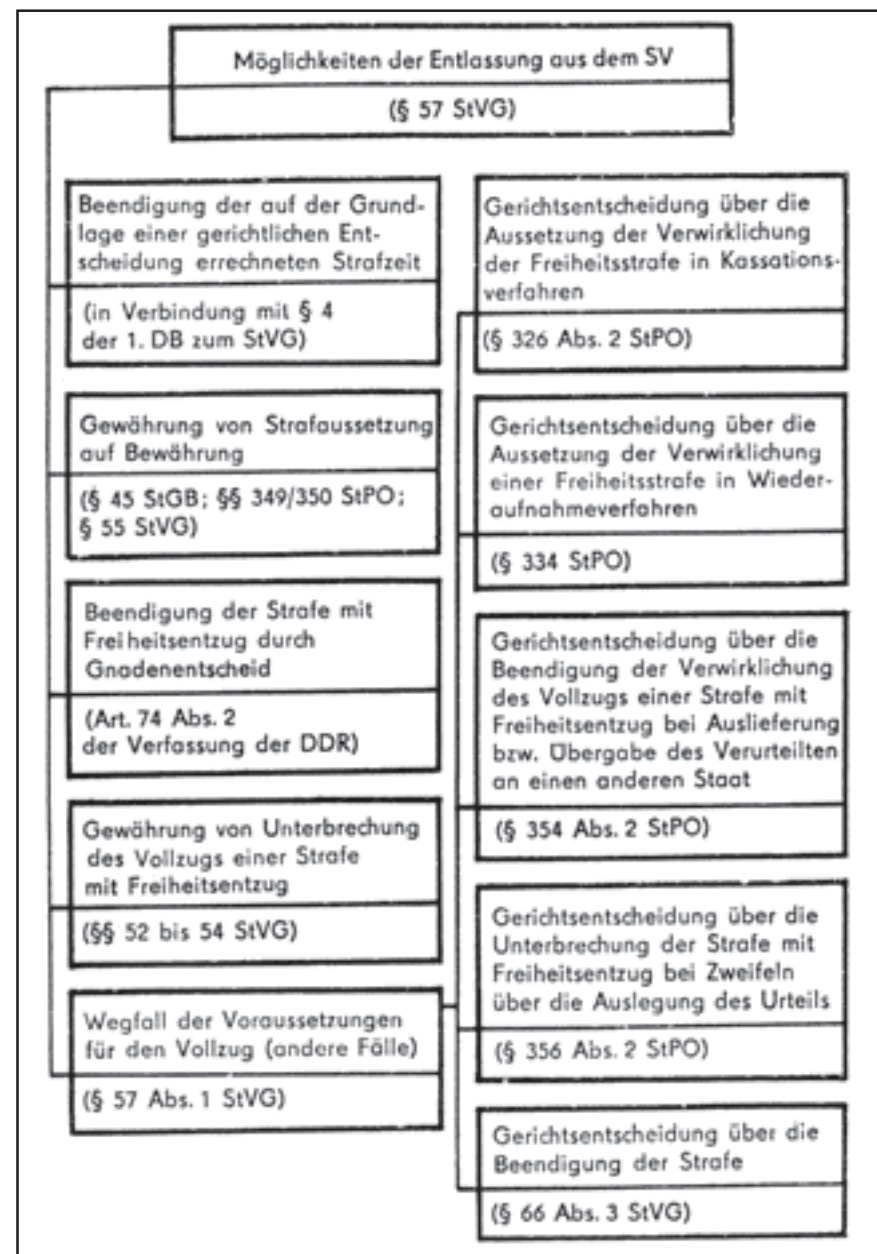 Möglichkeiten der Entlassung aus dem SV
(§ 57 StVG)
Beendigung der auf der Grund-
lage einer gerichtlichen Ent-
scheidung errechneten Strafzeit
(in Verbindung mit § 4
der 1. DB zum StVG)
Gewährung von Strafaussetzung
auf Bewährung
(§ 45 StGB; §§ 349/350 StPO;
§ 55 StVG)
Beendigung der Strafe mit
Freiheitsentzug durch
Gnadenentscheid
(Art. 74 Abs. 2
der Verfassung der DDR)
Gewährung von Unterbrechung
des Vollzugs einer Strafe
mit Freiheitsentzug
(§§ 52 bis 54 StVG)
Wegfall der Voraussetzungen
für den Vollzug (andere Fälle)
(§ 57 Abs. 1 StVG)
Gerichtsentscheidung über die
Aussetzung der Verwirklichung
der Freiheitsstrafe in Kassations-
verfahren
(§ 326 Abs. 2 StPO)
Gerichtsentscheidung über die
Aussetzung der Verwirklichung
einer Freiheitsstrafe in Wieder-
aufnahmeverfahren
(§ 334 StPO)
Gerichtsentscheidung über die
Beendigung der Verwirklichung
des Vollzugs einer Strafe mit
Freiheitsentzug bei Auslieferung
bzw. Übergabe des Verurteilten
an einen anderen Staat
(§ 354 Abs. 2 StPO)
Gerichtsentscheidung über die
Unterbrechung der Strafe mit
Freiheitsentzug bei Zweifeln
über die Auslegung des Urteils
(§ 356 Abs. 2 StPO)
Gerichtsentscheidung über die
Beendigung der Strafe
(§ 66 Abs. 3 StVG)